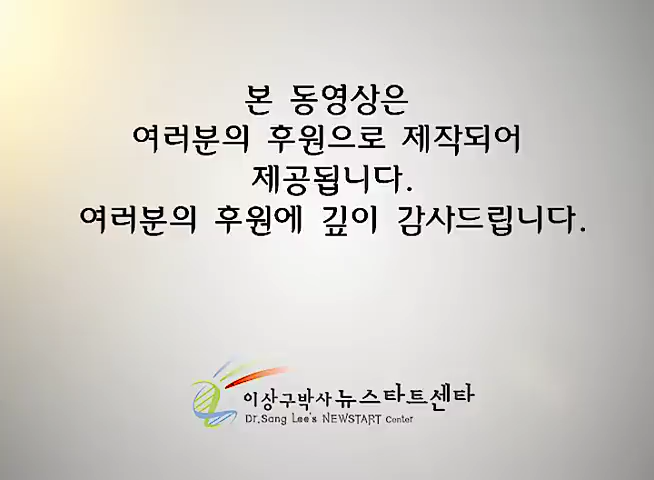 본 동영상은
여러분의 후원으로 제작되어
제공됩니다.
여러분의 후원에 깊이 감사드립니다.
이상구박사 뉴스타트센타
Dr.Sang Lee's NEWSTART Center